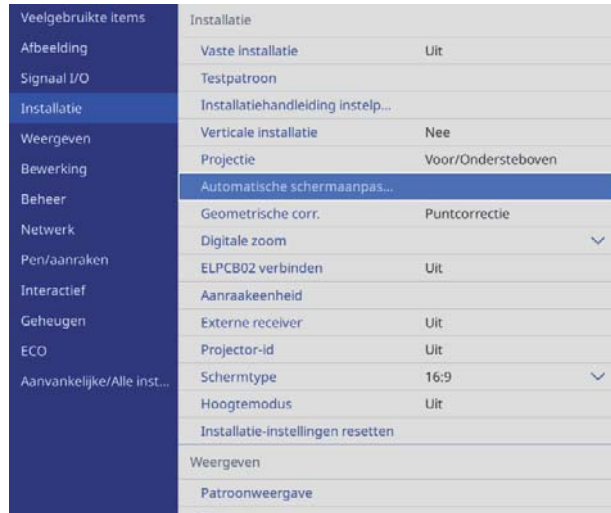 Veelgebruikte items
Afbeelding
Signaal I/O
Installatie
Weergeven
Bewerking
Beheer
Netwerk
Pen/aanraken
Interactief
Geheugen
ECO
Aanvankelijke/Alle inst...
Installatie
Vaste installatie Uit
Testpatroon
Installatiehandleiding instelp...
Verticale installatie Nee
Projectie Voor/Ondersteboven
Automatische schermaanpas...
Geometrische corr. Puntcorrectie
Digitale zoom
ELPCB02 verbinden Uit
Aanraakeenheid
Externe receiver Uit
Projector-id Uit
Schermtype 16:9
Hoogtemodus Uit
Installatie-instellingen resetten
Weergeven
Patroonweergave